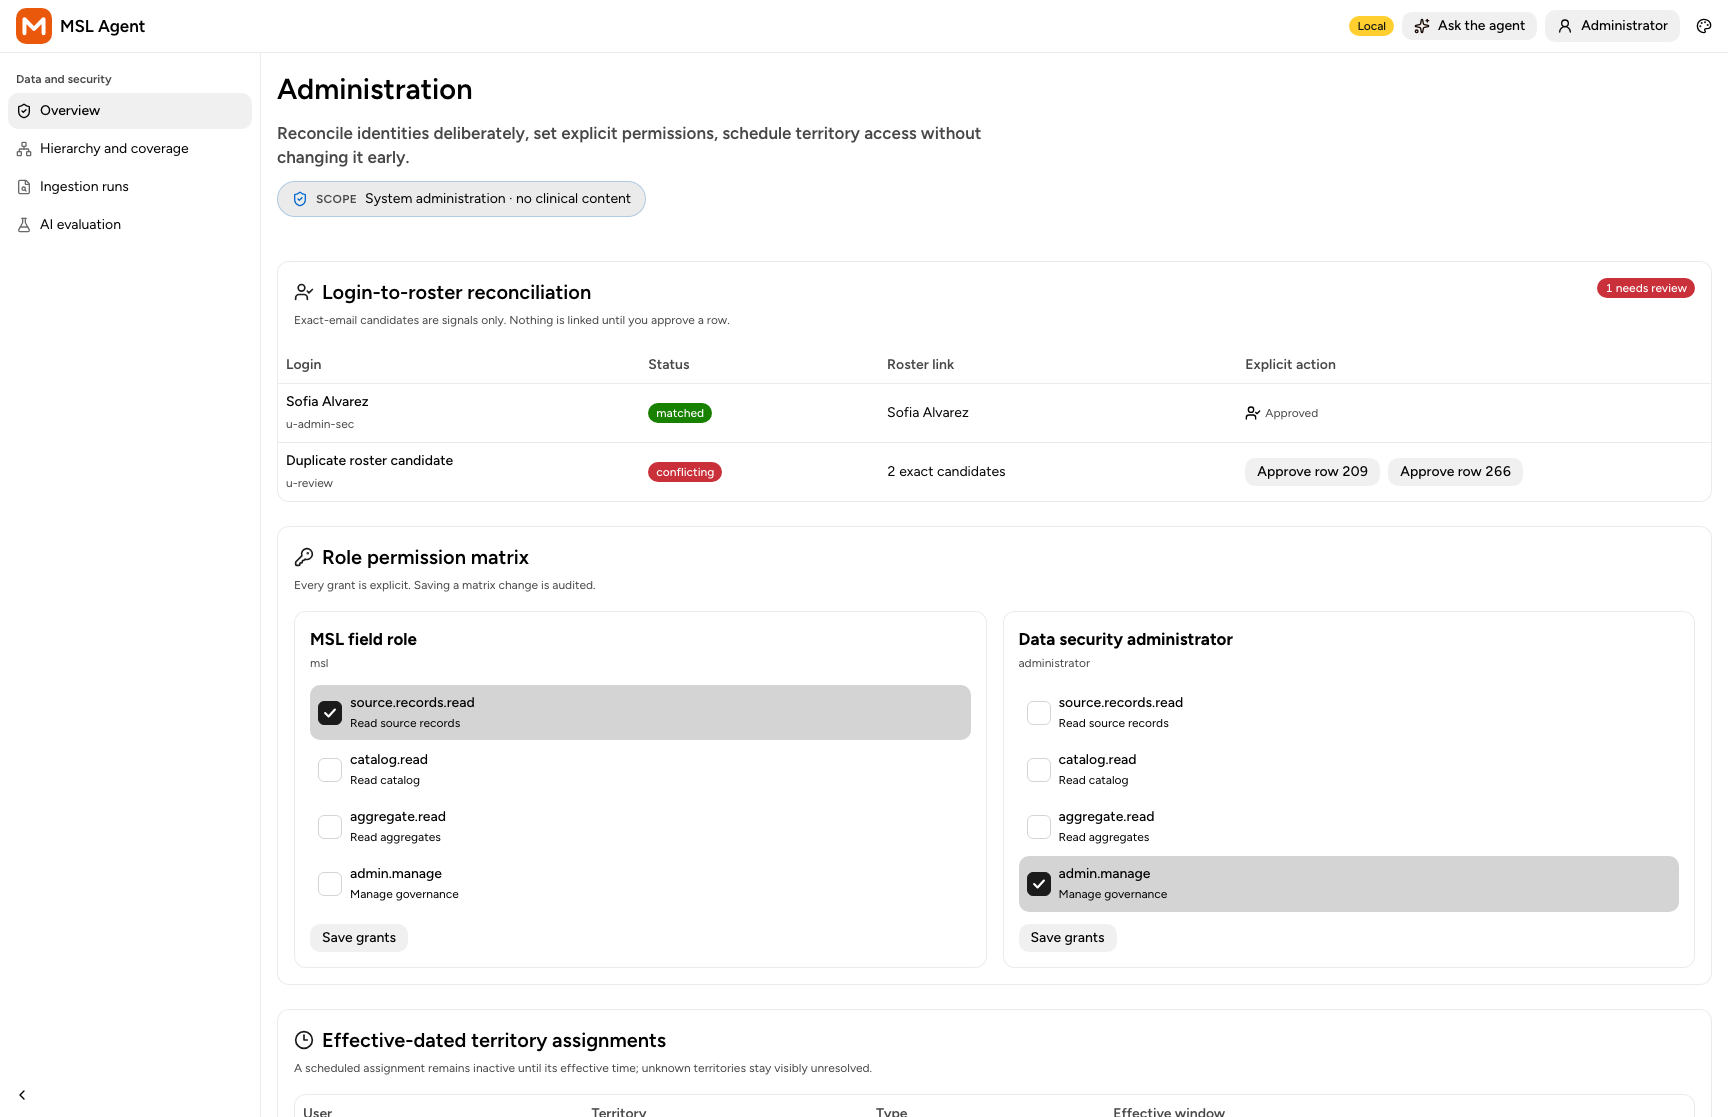 MSL Agent
Local
Ask the agent
Administrator
Data and security
Overview
Hierarchy and coverage
Ingestion runs
AI evaluation
Administration
Reconcile identities deliberately, set explicit permissions, schedule territory access without
changing it early.
SCOPE System administration · no clinical content
Login-to-roster reconciliation
1 needs review
Exact-email candidates are signals only. Nothing is linked until you approve a row.
Login Status Roster link Explicit action
Sofia Alvarez
u-admin-sec
matched
Sofia Alvarez
Approved
Duplicate roster candidate
u-review
conflicting
2 exact candidates
Approve row 209
Approve row 266
Role permission matrix
Every grant is explicit. Saving a matrix change is audited.
MSL field role
msl
source.records.read
Read source records
catalog.read
Read catalog
aggregate.read
Read aggregates
admin.manage
Manage governance
Save grants
Data security administrator
administrator
source.records.read
Read source records
catalog.read
Read catalog
aggregate.read
Read aggregates
admin.manage
Manage governance
Save grants
Effective-dated territory assignments
A scheduled assignment remains inactive until its effective time; unknown territories stay visibly unresolved.
User Territory Type Effective window